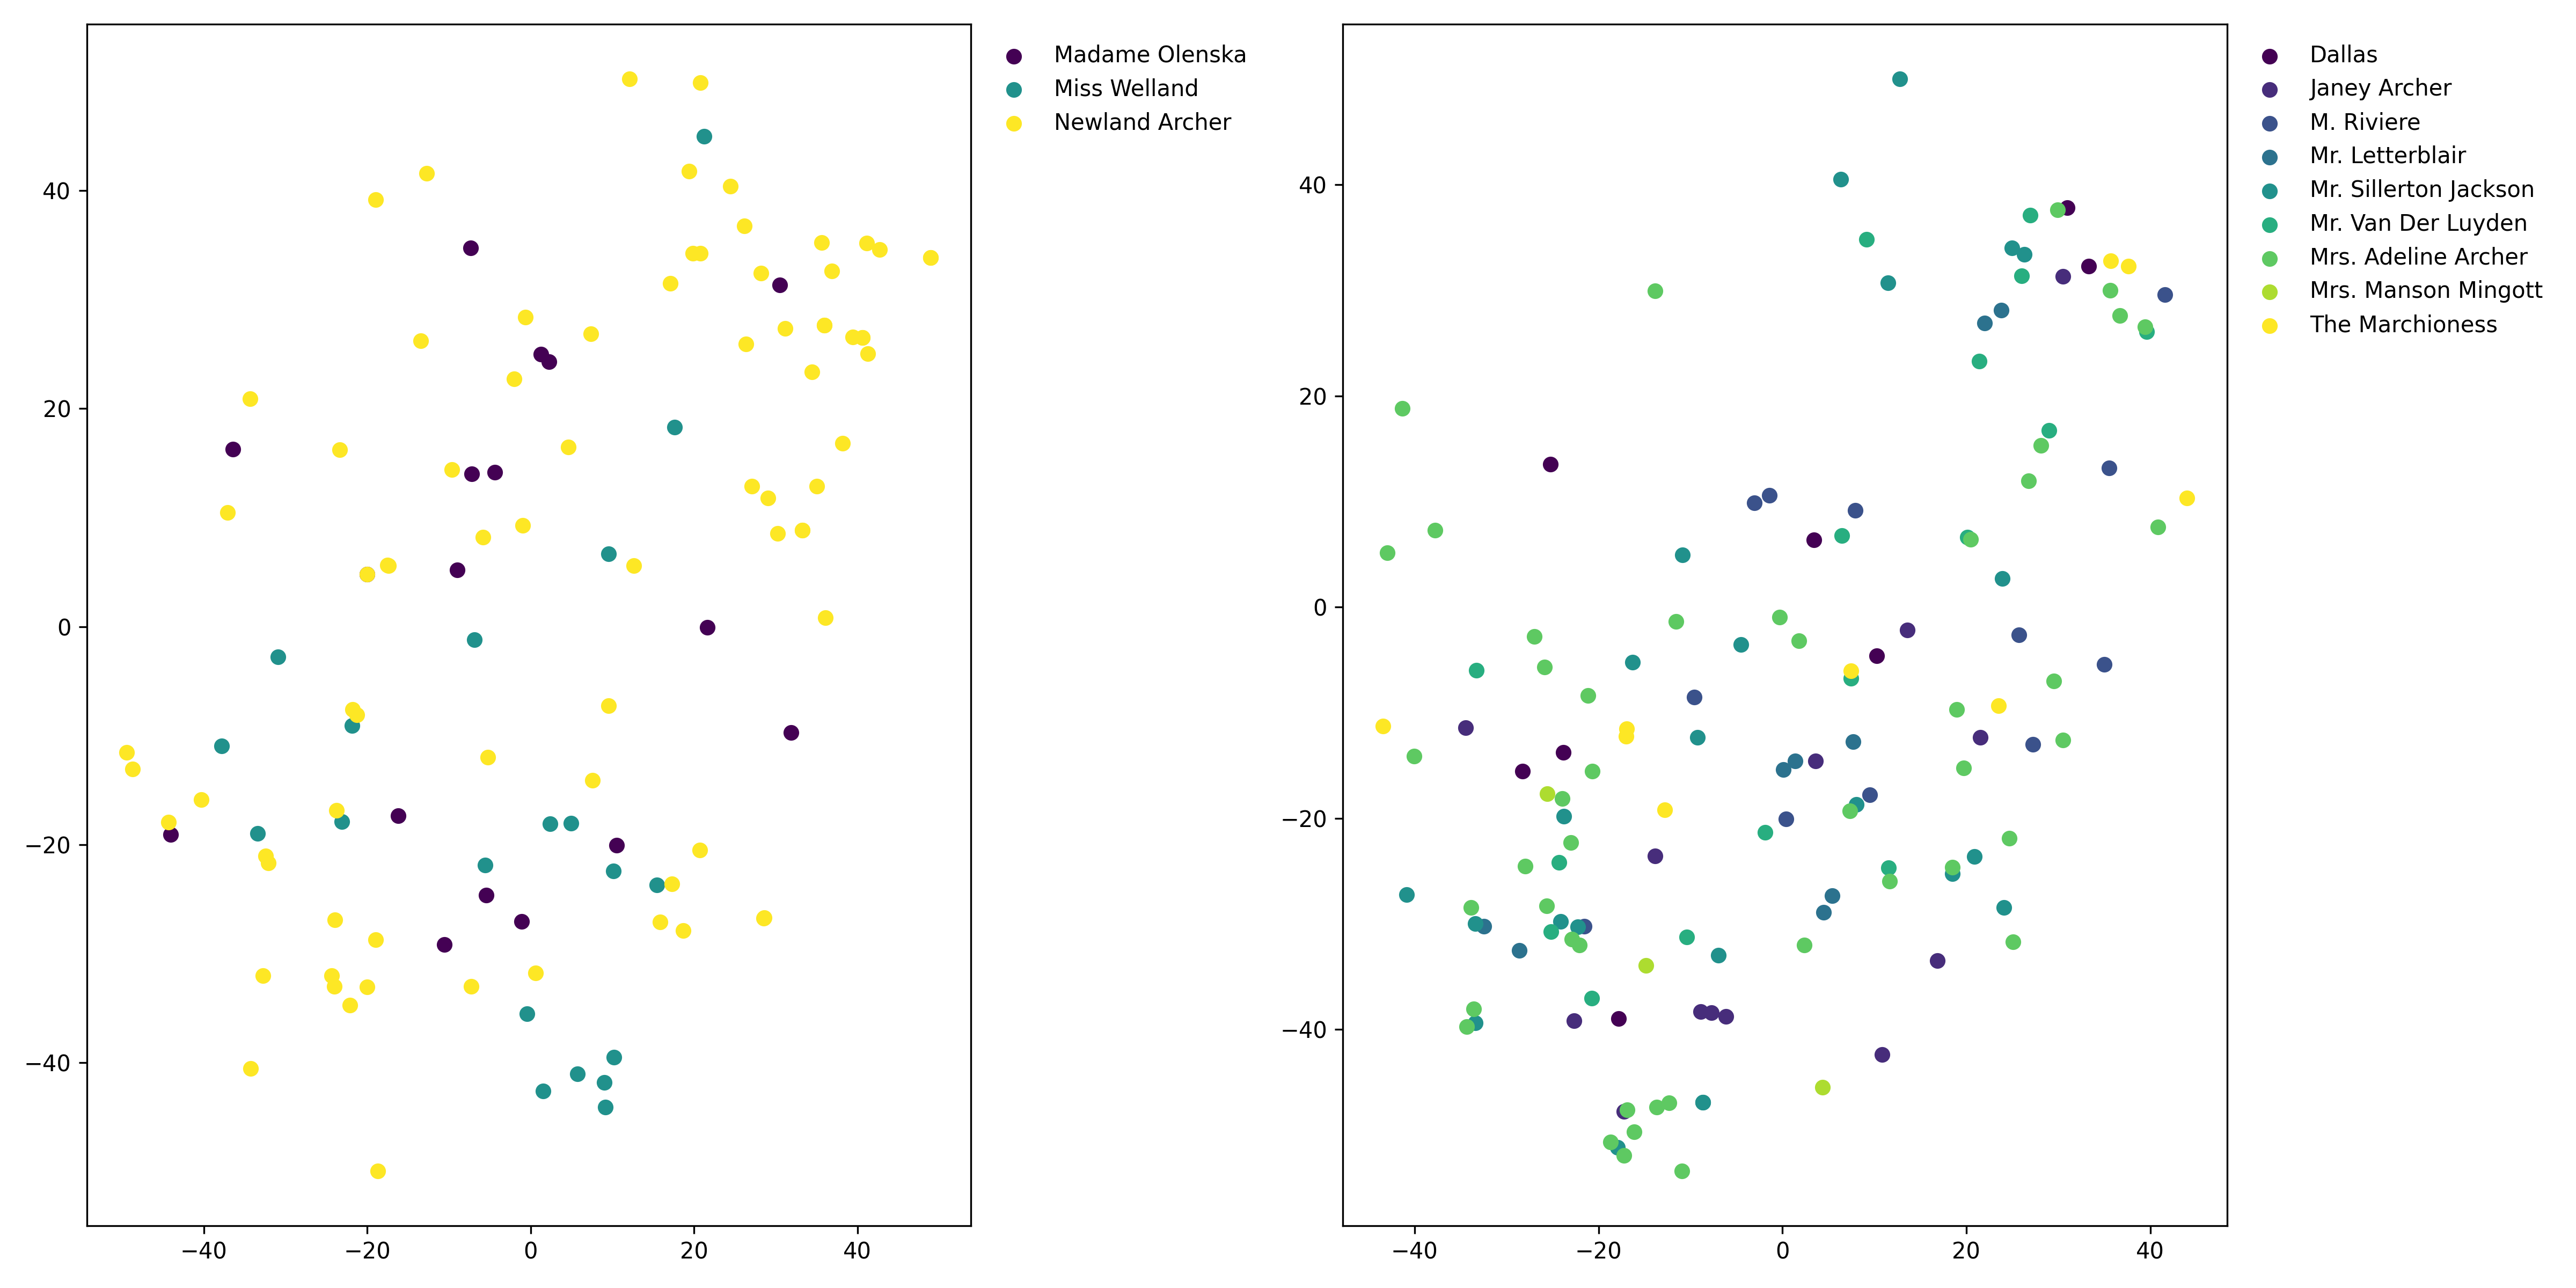 Madame Olenska
Miss Welland
Newland Archer
40
20
0
−20
−40
−40
−20
0
20
40
Dallas
Janey Archer
M. Riviere
Mr. Letterblair
Mr. Sillerton Jackson
Mr. Van Der Luyden
Mrs. Adeline Archer
Mrs. Manson Mingott
The Marchioness
40
20
0
−20
−40
−40
−20
0
20
40